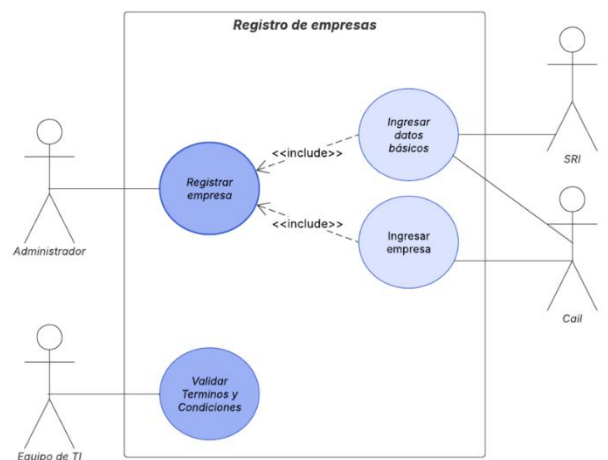 Registro de empresas
Ingresar
datos
básicos
SRI
<<include>>
Registrar
empresa
Administrador
<<include>>
Ingresar
empresa
Cail
Validar
Terminos y
Condiciones
Equipo de TI